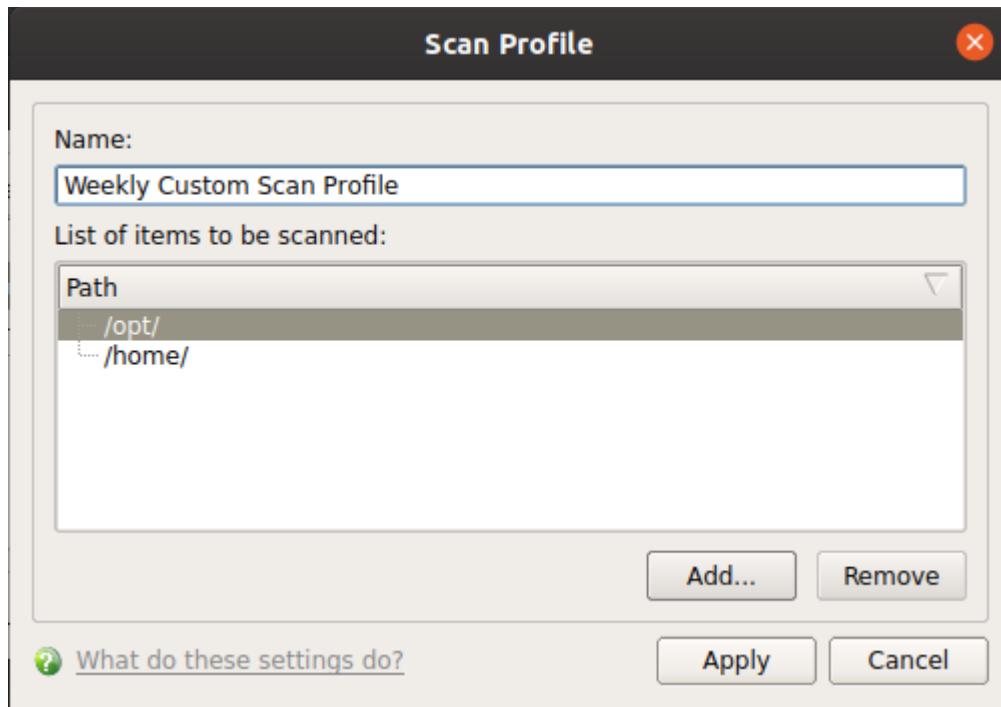 Scan Profile
Name:
Weekly Custom Scan Profile
List of items to be scanned:
Path
/opt/
/home/
Add... Remove
What do these settings do? Apply Cancel